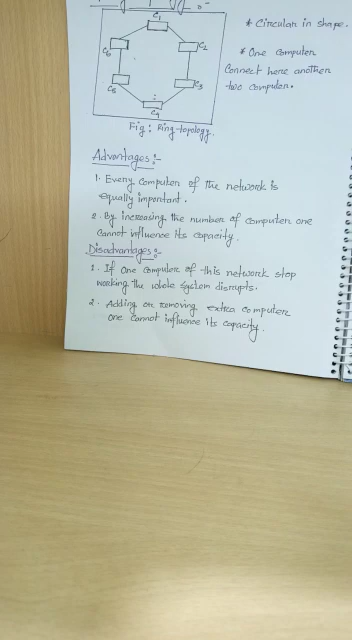 C1
* Circular in shape.
C6
C2
* One computer
connect here another
two computer.
C5
C3
C4
Fig: Ring-topology.
Advantages:-
1. Every computer of the network is
equally important.
2. By increasing the number of computer one
cannot influence its capacity.
Disadvantages:-
1. If one computer of this network stop
working the whole system disrupts.
2. Adding or removing extra computer
one cannot influence its capacity.